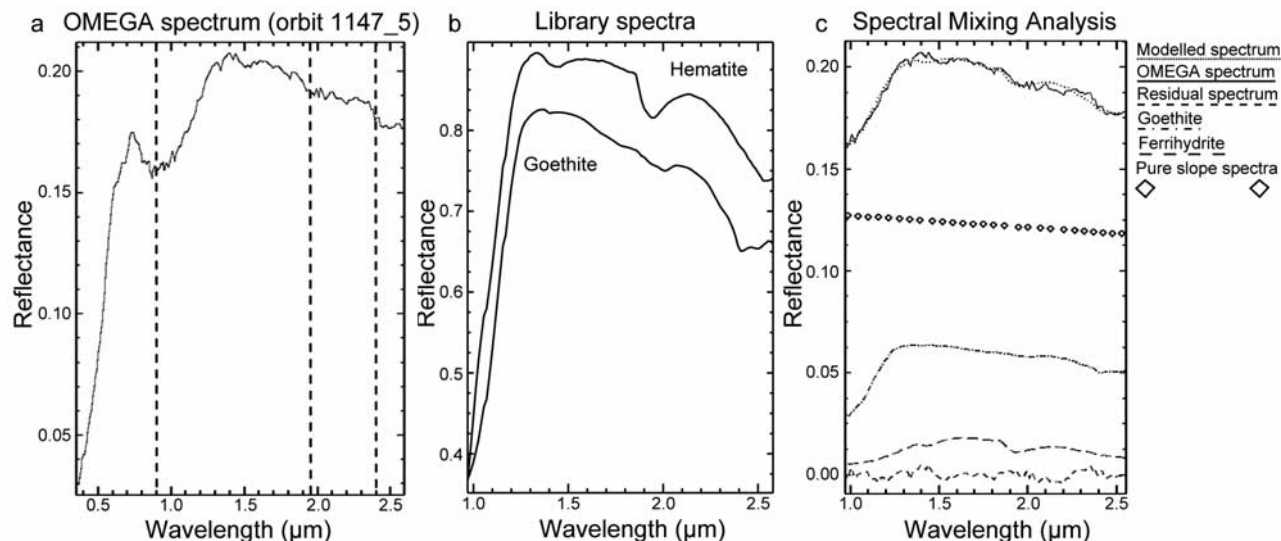 a OMEGA spectrum (orbit 1147_5)
Reflectance
0.20
0.15
0.10
0.05
0.5 1.0 1.5 2.0 2.5
Wavelength (µm)
b Library spectra
Reflectance
0.8
0.7
0.6
0.5
0.4
Hematite
Goethite
1.0 1.5 2.0 2.5
Wavelength (µm)
c Spectral Mixing Analysis
Reflectance
0.20
0.15
0.10
0.05
0.00
1.0 1.5 2.0 2.5
Wavelength (µm)
Modelled spectrum
OMEGA spectrum
Residual spectrum
Goethite
Ferrihydrite
Pure slope spectra